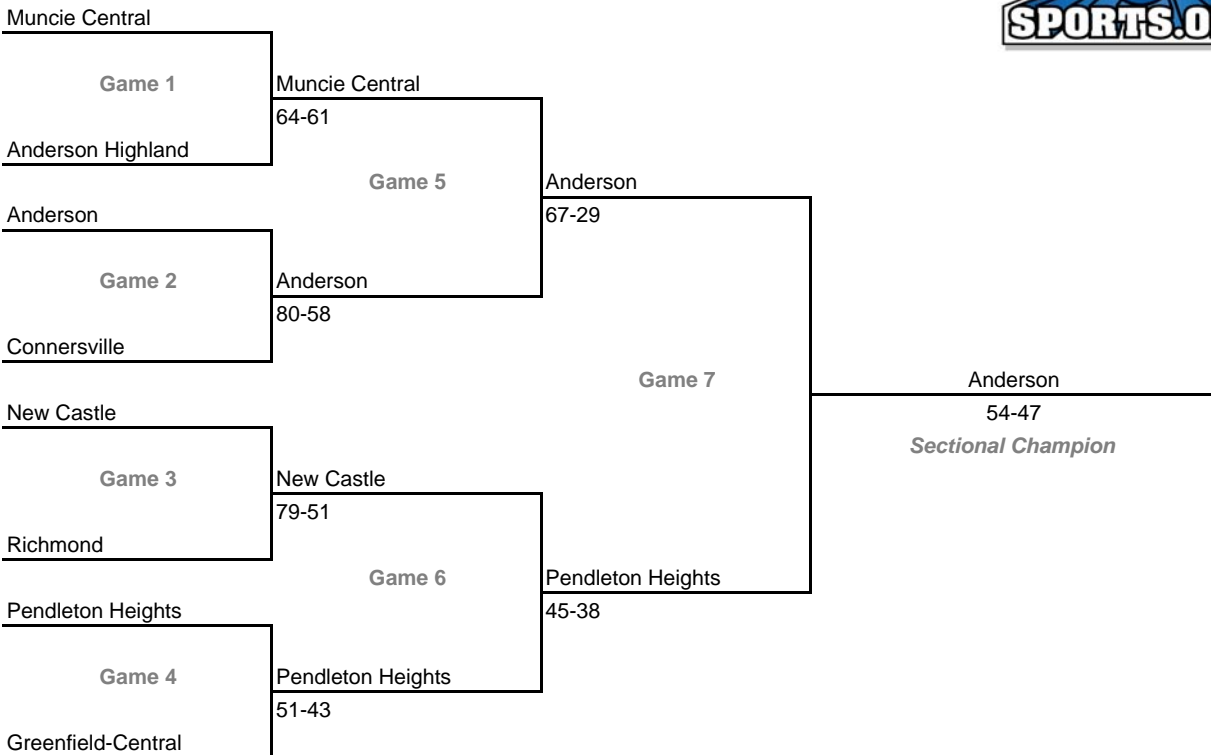 SPORTS.O
Muncie Central
Game 1
Muncie Central
64-61
Anderson Highland
Game 5
Anderson
67-29
Anderson
Game 2
Anderson
80-58
Connersville
Game 7
Anderson
54-47
Sectional Champion
New Castle
Game 3
New Castle
79-51
Richmond
Game 6
Pendleton Heights
45-38
Pendleton Heights
Game 4
Pendleton Heights
51-43
Greenfield-Central